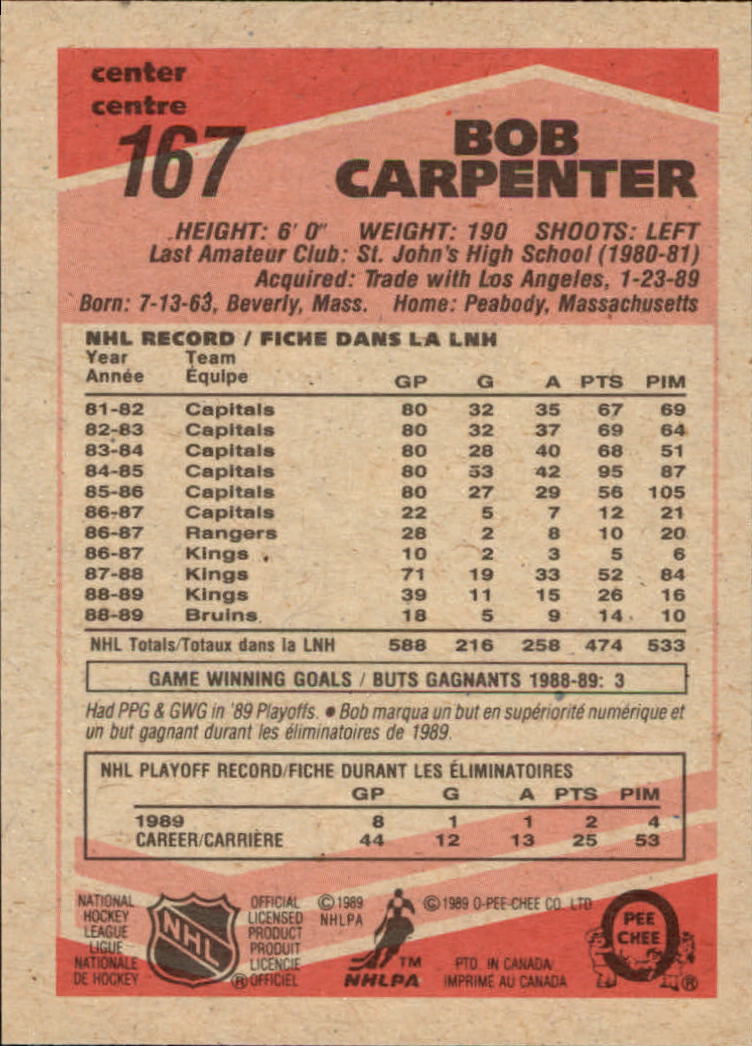 center
centre
167
BOB
CARPENTER
HEIGHT: 6' 0" WEIGHT: 190 SHOOTS: LEFT
Last Amateur Club: St. John's High School (1980-81)
Acquired: Trade with Los Angeles, 1-23-89
Born: 7-13-63, Beverly, Mass. Home: Peabody, Massachusetts
NHL RECORD / FICHE DANS LA LNH
Year Team
Année Équipe GP G A PTS PIM
81-82 Capitals 80 32 35 67 69
82-83 Capitals 80 32 37 69 64
83-84 Capitals 80 28 40 68 51
84-85 Capitals 80 53 42 95 87
85-86 Capitals 80 27 29 56 105
86-87 Capitals 22 5 7 12 21
86-87 Rangers 28 2 8 10 20
86-87 Kings 10 2 3 5 6
87-88 Kings 71 19 33 52 84
88-89 Kings 39 11 15 26 16
88-89 Bruins 18 5 9 14 10
NHL Totals/Totaux dans la LNH 588 216 258 474 533
GAME WINNING GOALS / BUTS GAGNANTS 1988-89: 3
Had PPG & GWG in '89 Playoffs. ● Bob marqua un but en supériorité numérique et
un but gagnant durant les éliminatoires de 1989.
NHL PLAYOFF RECORD/FICHE DURANT LES ÉLIMINATOIRES
GP G A PTS PIM
1989 8 1 1 2 4
CAREER/CARRIÈRE 44 12 13 25 53
NATIONAL
HOCKEY
LEAGUE
LIGUE
NATIONALE
DE HOCKEY
NHL
®
OFFICIAL
LICENSED
PRODUCT
PRODUIT
LICENCIE
OFFICIEL
© 1989
NHLPA
TM
NHLPA
© 1989 O-PEE-CHEE CO. LTD
PTD. IN CANADA
IMPRIMÉ AU CANADA
O
PEE
CHEE
®